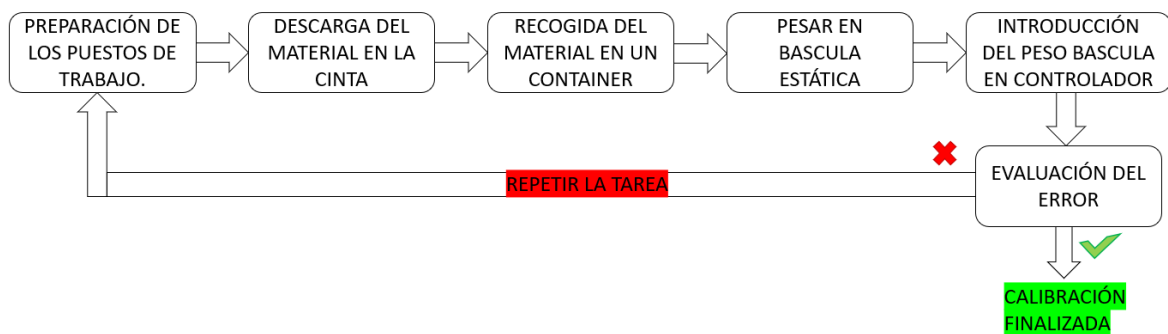 PREPARACIÓN DE
LOS PUESTOS DE
TRABAJO.
DESCARGA DEL
MATERIAL EN LA
CINTA
RECOGIDA DEL
MATERIAL EN UN
CONTAINER
PESAR EN
BASCULA
ESTÁTICA
INTRODUCCIÓN
DEL PESO BASCULA
EN CONTROLADOR
EVALUACIÓN DEL
ERROR
REPETIR LA TAREA
CALIBRACIÓN
FINALIZADA